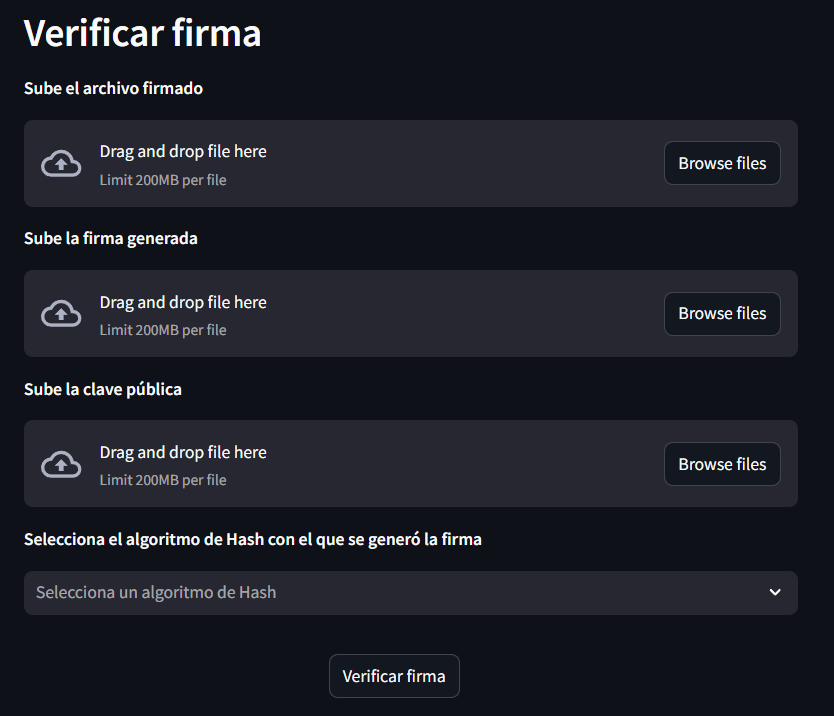 Verificar firma
Sube el archivo firmado
Drag and drop file here
Limit 200MB per file
Browse files
Sube la firma generada
Drag and drop file here
Limit 200MB per file
Browse files
Sube la clave pública
Drag and drop file here
Limit 200MB per file
Browse files
Selecciona el algoritmo de Hash con el que se generó la firma
Selecciona un algoritmo de Hash
Verificar firma